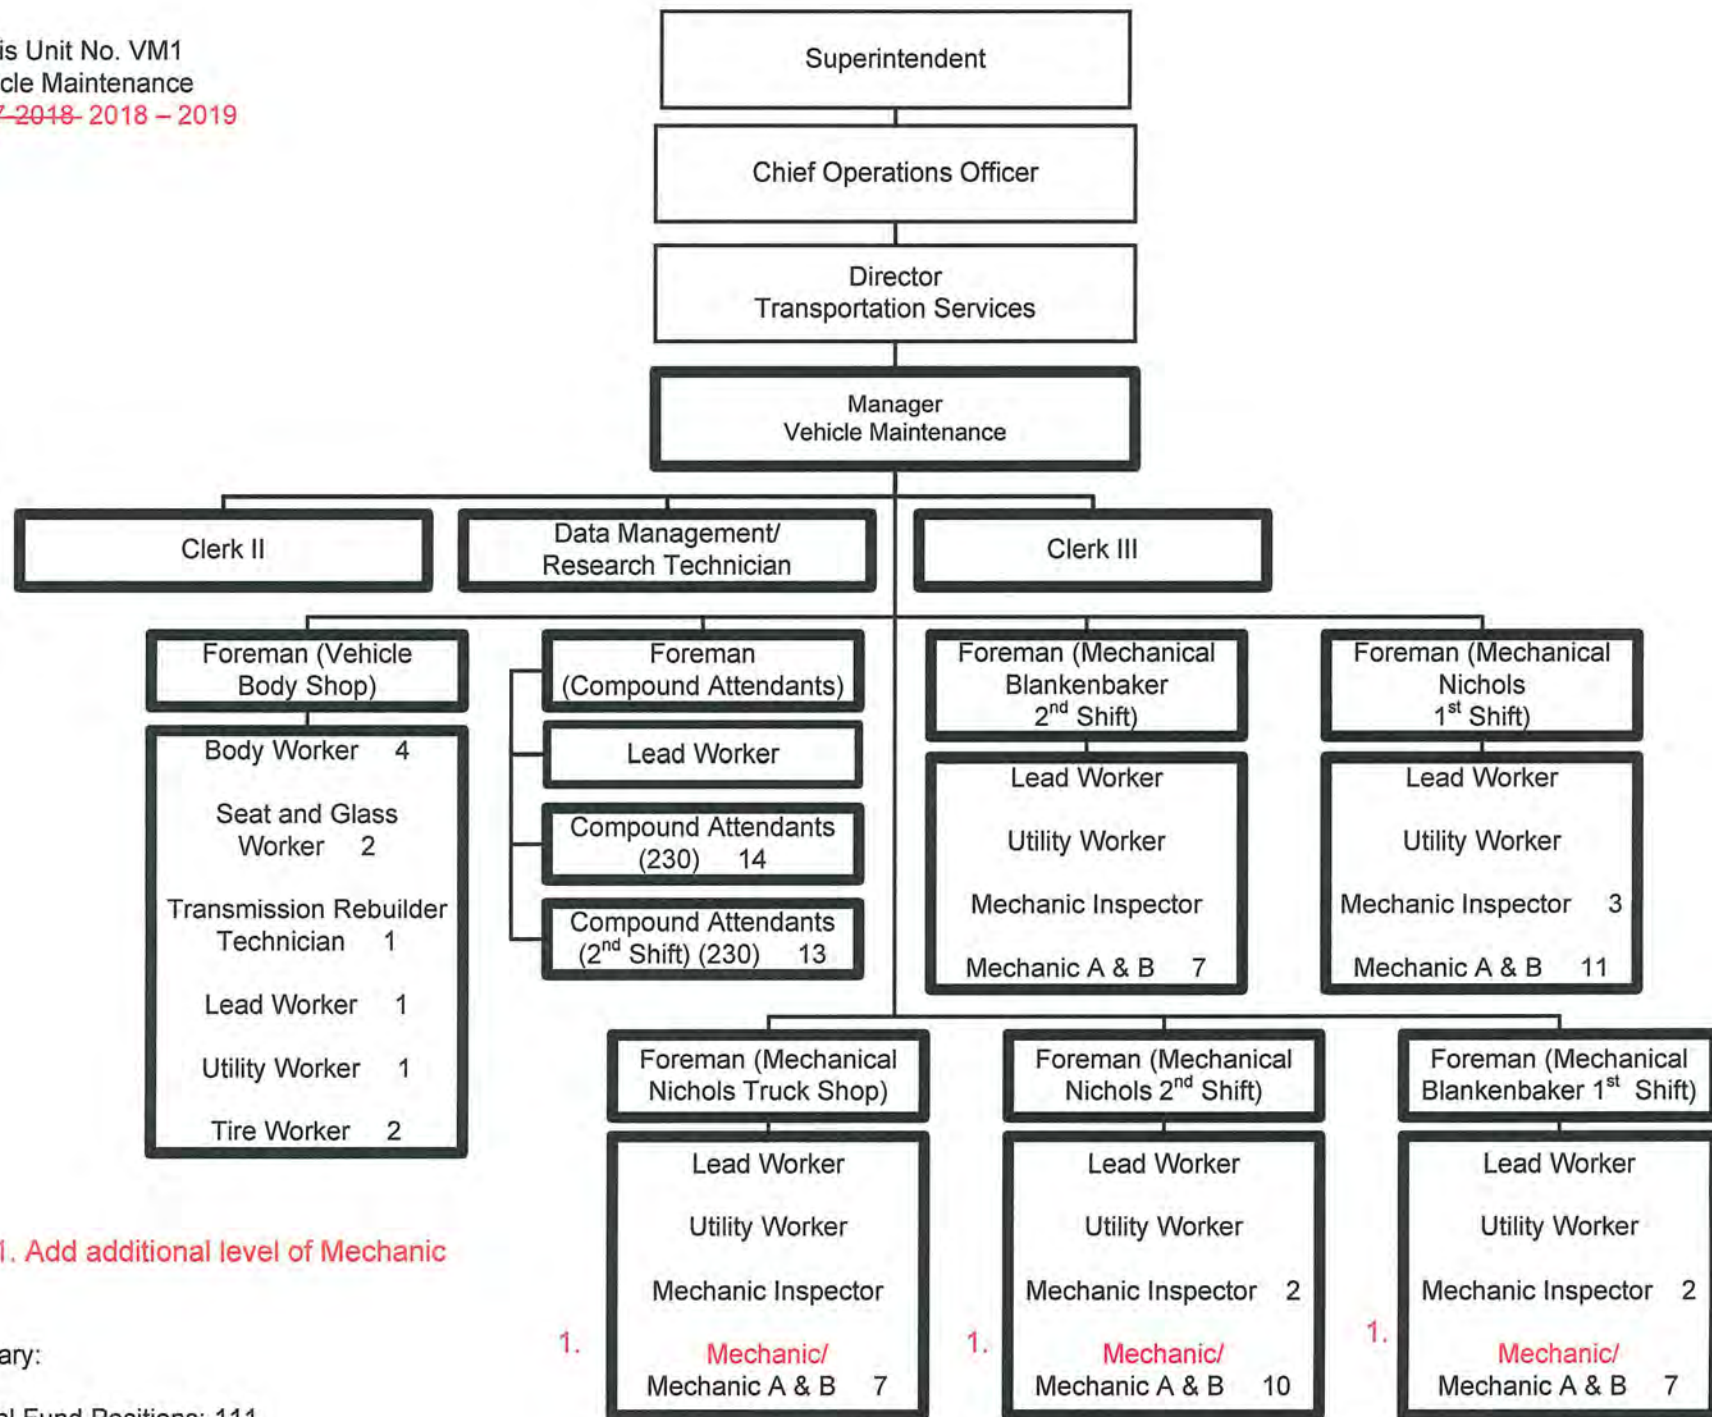 is Unit No. VM1
cle Maintenance
7-2018- 2018 – 2019
Superintendent
Chief Operations Officer
Director
Transportation Services
Manager
Vehicle Maintenance
Clerk II
Data Management/
Research Technician
Clerk III
Foreman (Vehicle
Body Shop)
Body Worker 4
Seat and Glass
Worker 2
Transmission Rebuilder
Technician 1
Lead Worker 1
Utility Worker 1
Tire Worker 2
Foreman
(Compound Attendants)
Lead Worker
Compound Attendants
(230) 14
Compound Attendants
(2nd Shift) (230) 13
Foreman (Mechanical
Blankenbaker
2nd Shift)
Lead Worker
Utility Worker
Mechanic Inspector
Mechanic A & B 7
Foreman (Mechanical
Nichols
1st Shift)
Lead Worker
Utility Worker
Mechanic Inspector 3
Mechanic A & B 11
Foreman (Mechanical
Nichols Truck Shop)
Lead Worker
Utility Worker
Mechanic Inspector
1. Mechanic/
Mechanic A & B 7
Foreman (Mechanical
Nichols 2nd Shift)
Lead Worker
Utility Worker
Mechanic Inspector 2
1. Mechanic/
Mechanic A & B 10
Foreman (Mechanical
Blankenbaker 1st Shift)
Lead Worker
Utility Worker
Mechanic Inspector 2
1. Mechanic/
Mechanic A & B 7
1. Add additional level of Mechanic
ary:
al Fund Positions: 111